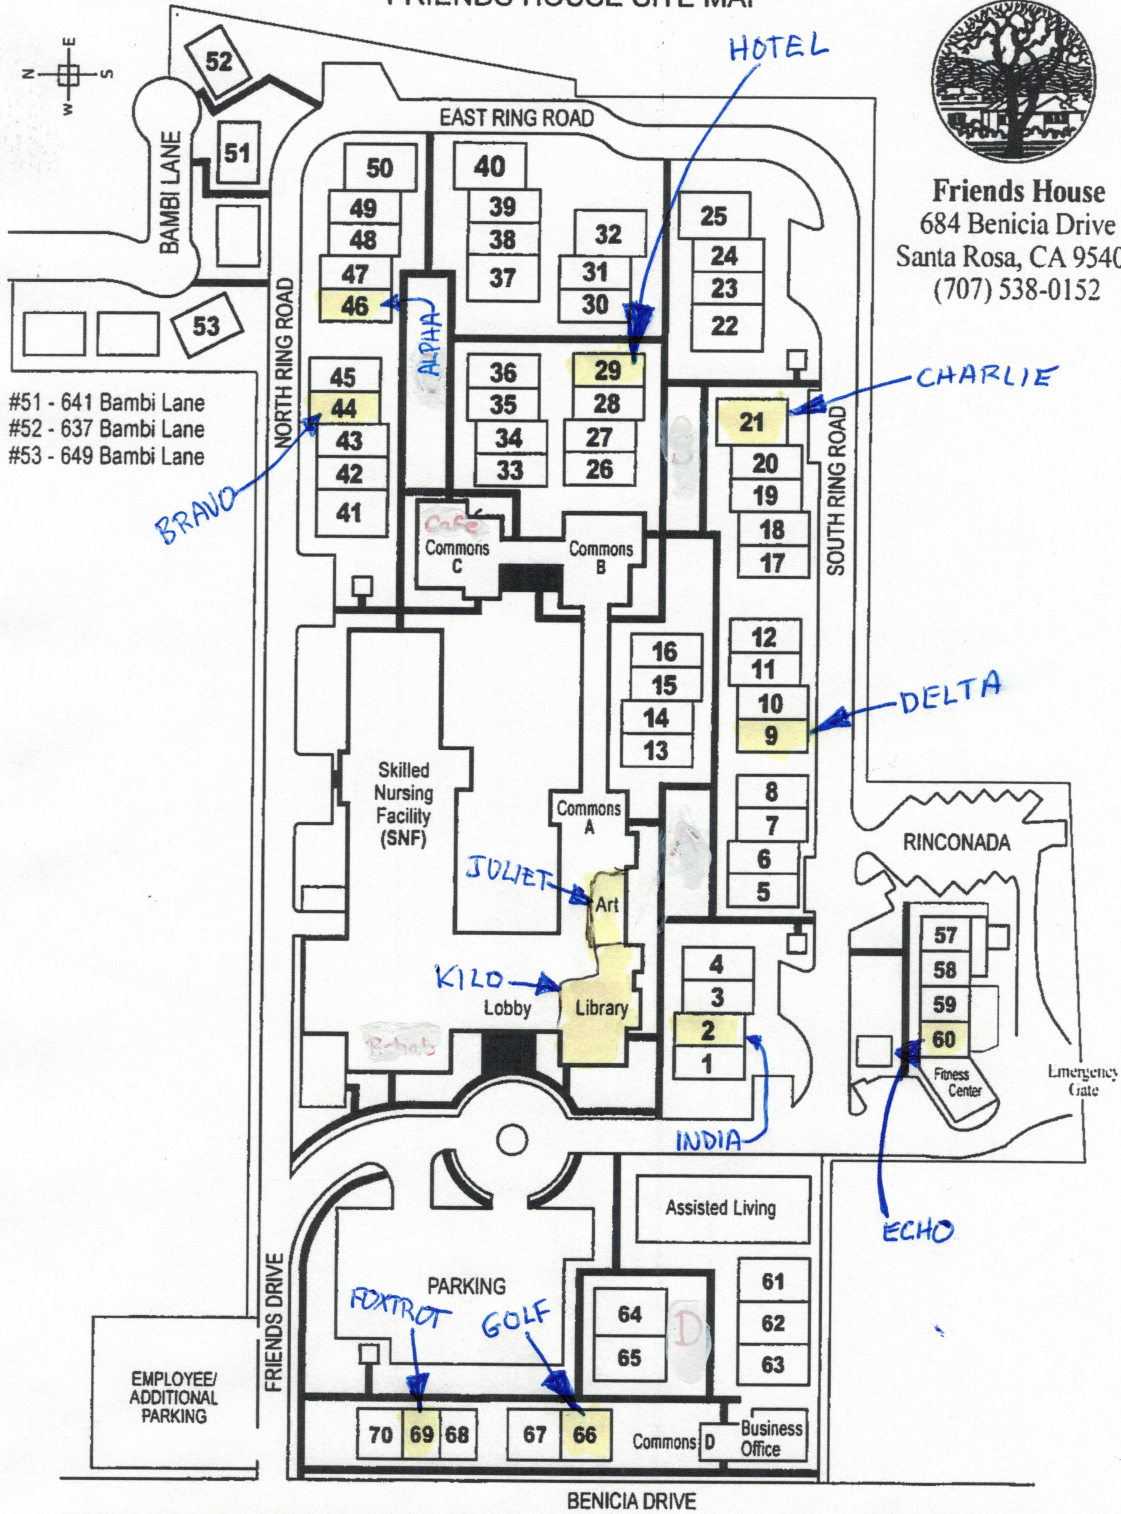 FRIENDS HOUSE SITE MAP
HOTEL
E
N
S
W
52
51
BAMBI LANE
53
#51 - 641 Bambi Lane
#52 - 637 Bambi Lane
#53 - 649 Bambi Lane
Friends House
684 Benicia Drive
Santa Rosa, CA 9540
(707) 538-0152
EAST RING ROAD
NORTH RING ROAD
SOUTH RING ROAD
50
49
48
47
46
ALPHA
45
44
43
42
41
BRAVO
40
39
38
37
32
31
30
36
35
34
33
29
28
27
26
25
24
23
22
21
CHARLIE
20
19
18
17
Cafe
Commons
C
Commons
B
16
15
14
13
12
11
10
9
DELTA
8
7
6
5
Skilled
Nursing
Facility
(SNF)
Commons
A
JULIET
Art
KILO
Lobby
Library
Rehab
4
3
2
1
INDIA
RINCONADA
57
58
59
60
Fitness
Center
Emergency
Gate
ECHO
Assisted Living
PARKING
FOXTROT
GOLF
64
65
D
61
62
63
FRIENDS DRIVE
EMPLOYEE/
ADDITIONAL
PARKING
70
69
68
67
66
Commons D
Business
Office
BENICIA DRIVE